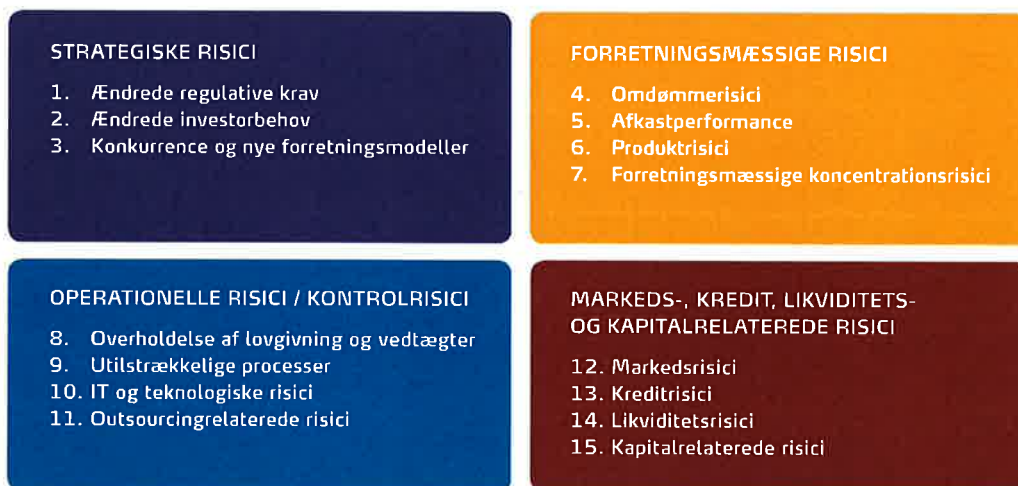 STRATEGISKE RISICI
1. Ændrede regulative krav
2. Ændrede investorbehov
3. Konkurrence og nye forretningsmodeller
FORRETNINGSMÆSSIGE RISICI
4. Omdømmerisici
5. Afkastperformance
6. Produktrisici
7. Forretningsmæssige koncentrationsrisici
OPERATIONELLE RISICI / KONTROLRISICI
8. Overholdelse af lovgivning og vedtægter
9. Utilstrækkelige processer
10. IT og teknologiske risici
11. Outsourcingrelaterede risici
MARKEDS-, KREDIT, LIKVIDITETS-
OG KAPITALRELATEREDE RISICI
12. Markedsrisici
13. Kreditrisici
14. Likviditetsrisici
15. Kapitalrelaterede risici